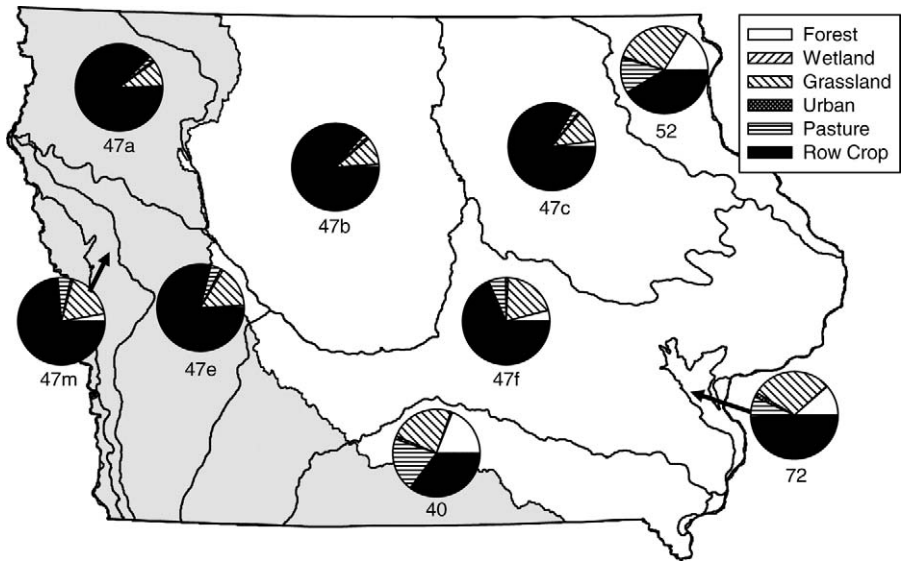 Forest
Wetland
Grassland
Urban
Pasture
Row Crop
47a
47b
47c
52
47m
47e
47f
40
72